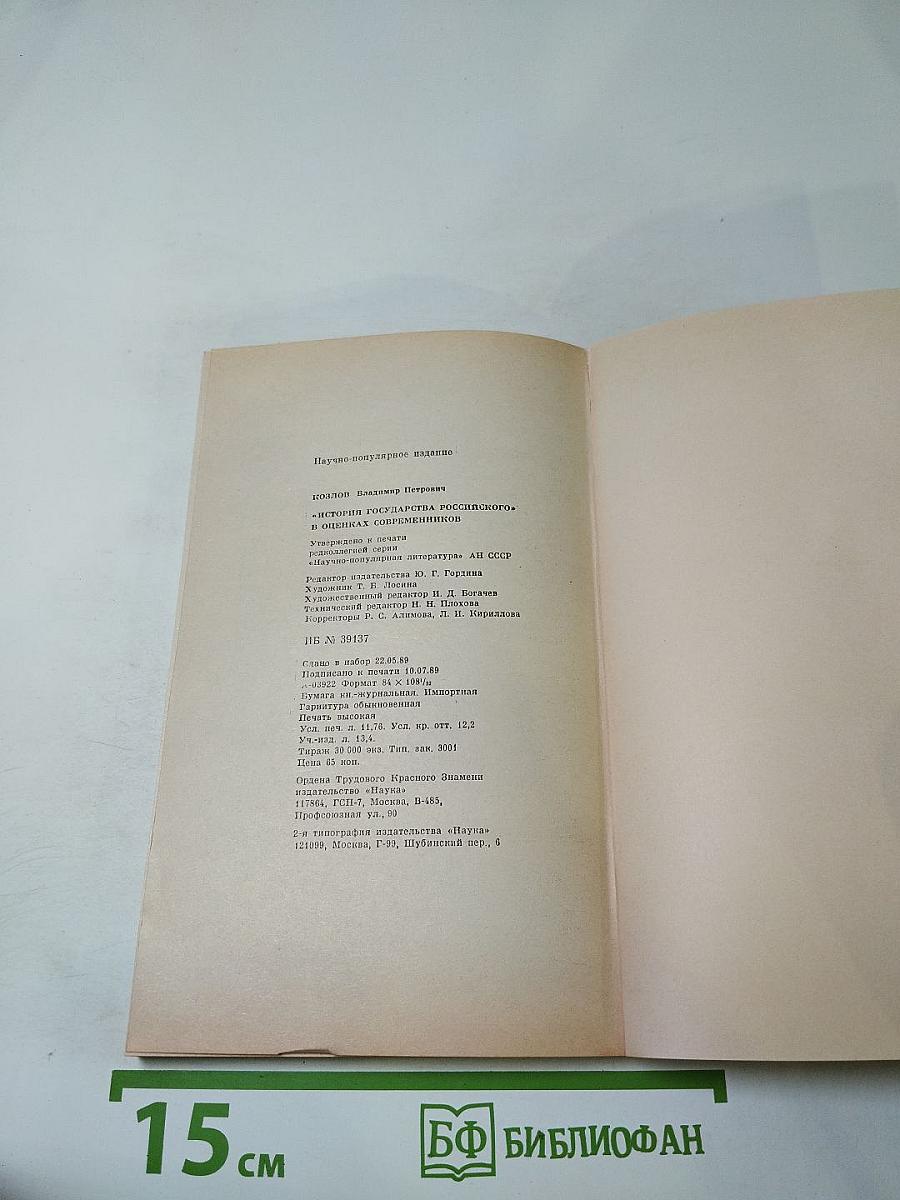 Научно-популярное издание
КОЗЛОВ Владимир Петрович
«ИСТОРИЯ ГОСУДАРСТВА РОССИЙСКОГО»
В ОЦЕНКАХ СОВРЕМЕННИКОВ
Утверждено к печати
редколлегией серии
«Научно-популярная литература» АН СССР
Редактор издательства Ю. Г. Гордина
Художник Т. Б. Лосина
Художественный редактор И. Д. Богачев
Технический редактор Н. Н. Плохова
Корректоры Р. С. Алимова, Л. И. Кириллова
ИБ № 39137
Сдано в набор 22.05.89
Подписано к печати 10.07.89
А-03922 Формат 84 × 108¹/₃₂
Бумага кн.-журнальная. Импортная
Гарнитура обыкновенная
Печать высокая
Усл. печ. л. 11,76. Усл. кр. отт. 12,2
Уч.-изд. л. 13,4.
Тираж 30 000 экз. Тип. зак. 3001
Цена 65 коп.
Ордена Трудового Красного Знамени
издательство «Наука»
117864, ГСП-7, Москва, В-485,
Профсоюзная ул., 90
2-я типография издательства «Наука»
121099, Москва, Г-99, Шубинский пер., 6
15 см
БФ БИБЛИОФАН